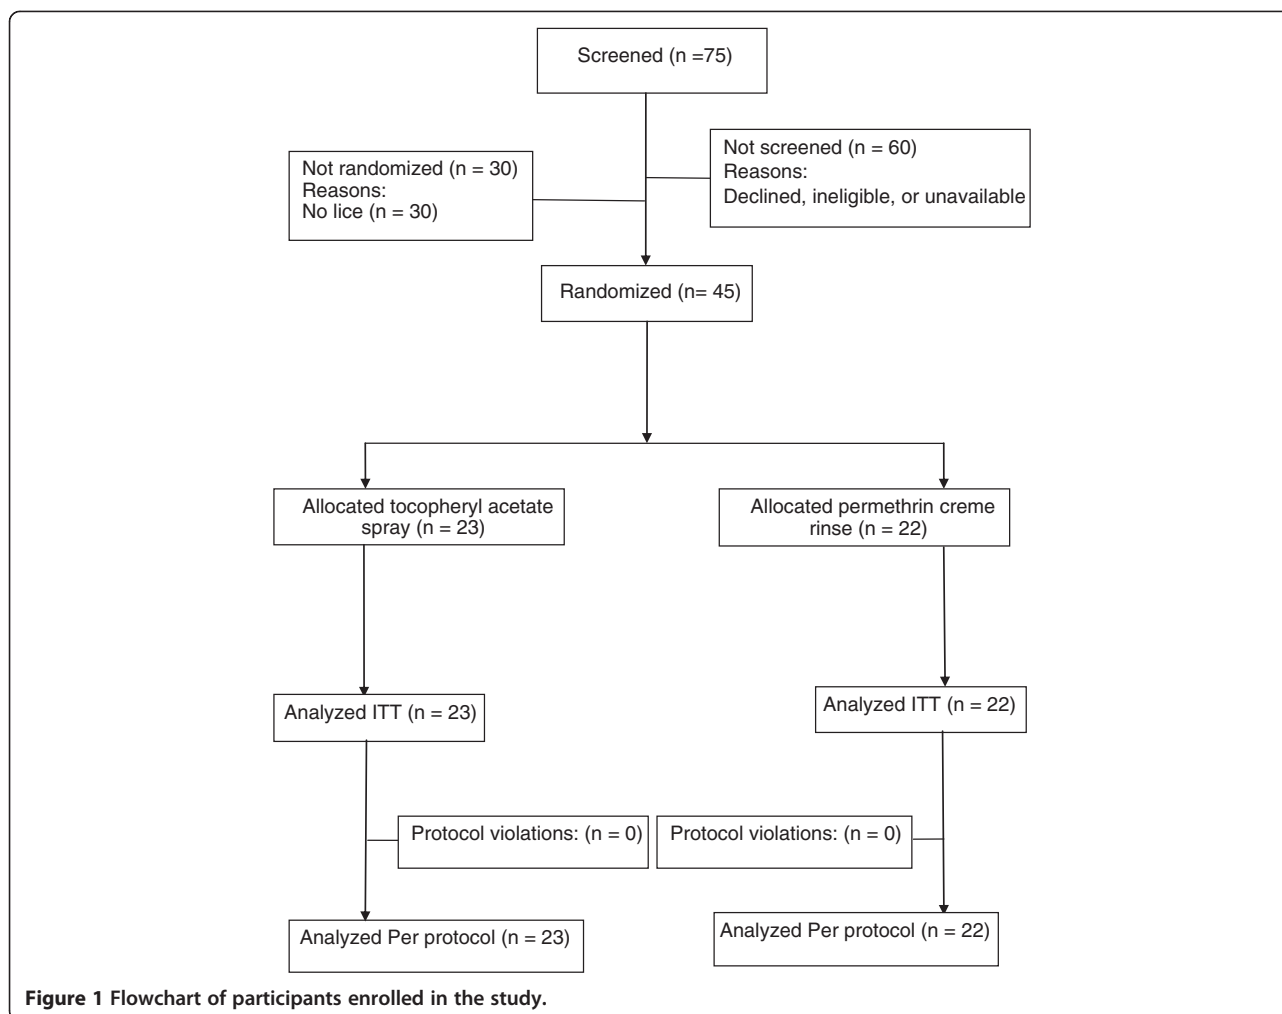 Screened (n =75)
Not randomized (n = 30)
Reasons:
No lice (n = 30)
Not screened (n = 60)
Reasons:
Declined, ineligible, or unavailable
Randomized (n= 45)
Allocated tocopheryl acetate
spray (n = 23)
Allocated permethrin creme
rinse (n = 22)
Analyzed ITT (n = 23)
Analyzed ITT (n = 22)
Protocol violations: (n = 0)
Protocol violations: (n = 0)
Analyzed Per protocol (n = 23)
Analyzed Per protocol (n = 22)
Figure 1 Flowchart of participants enrolled in the study.